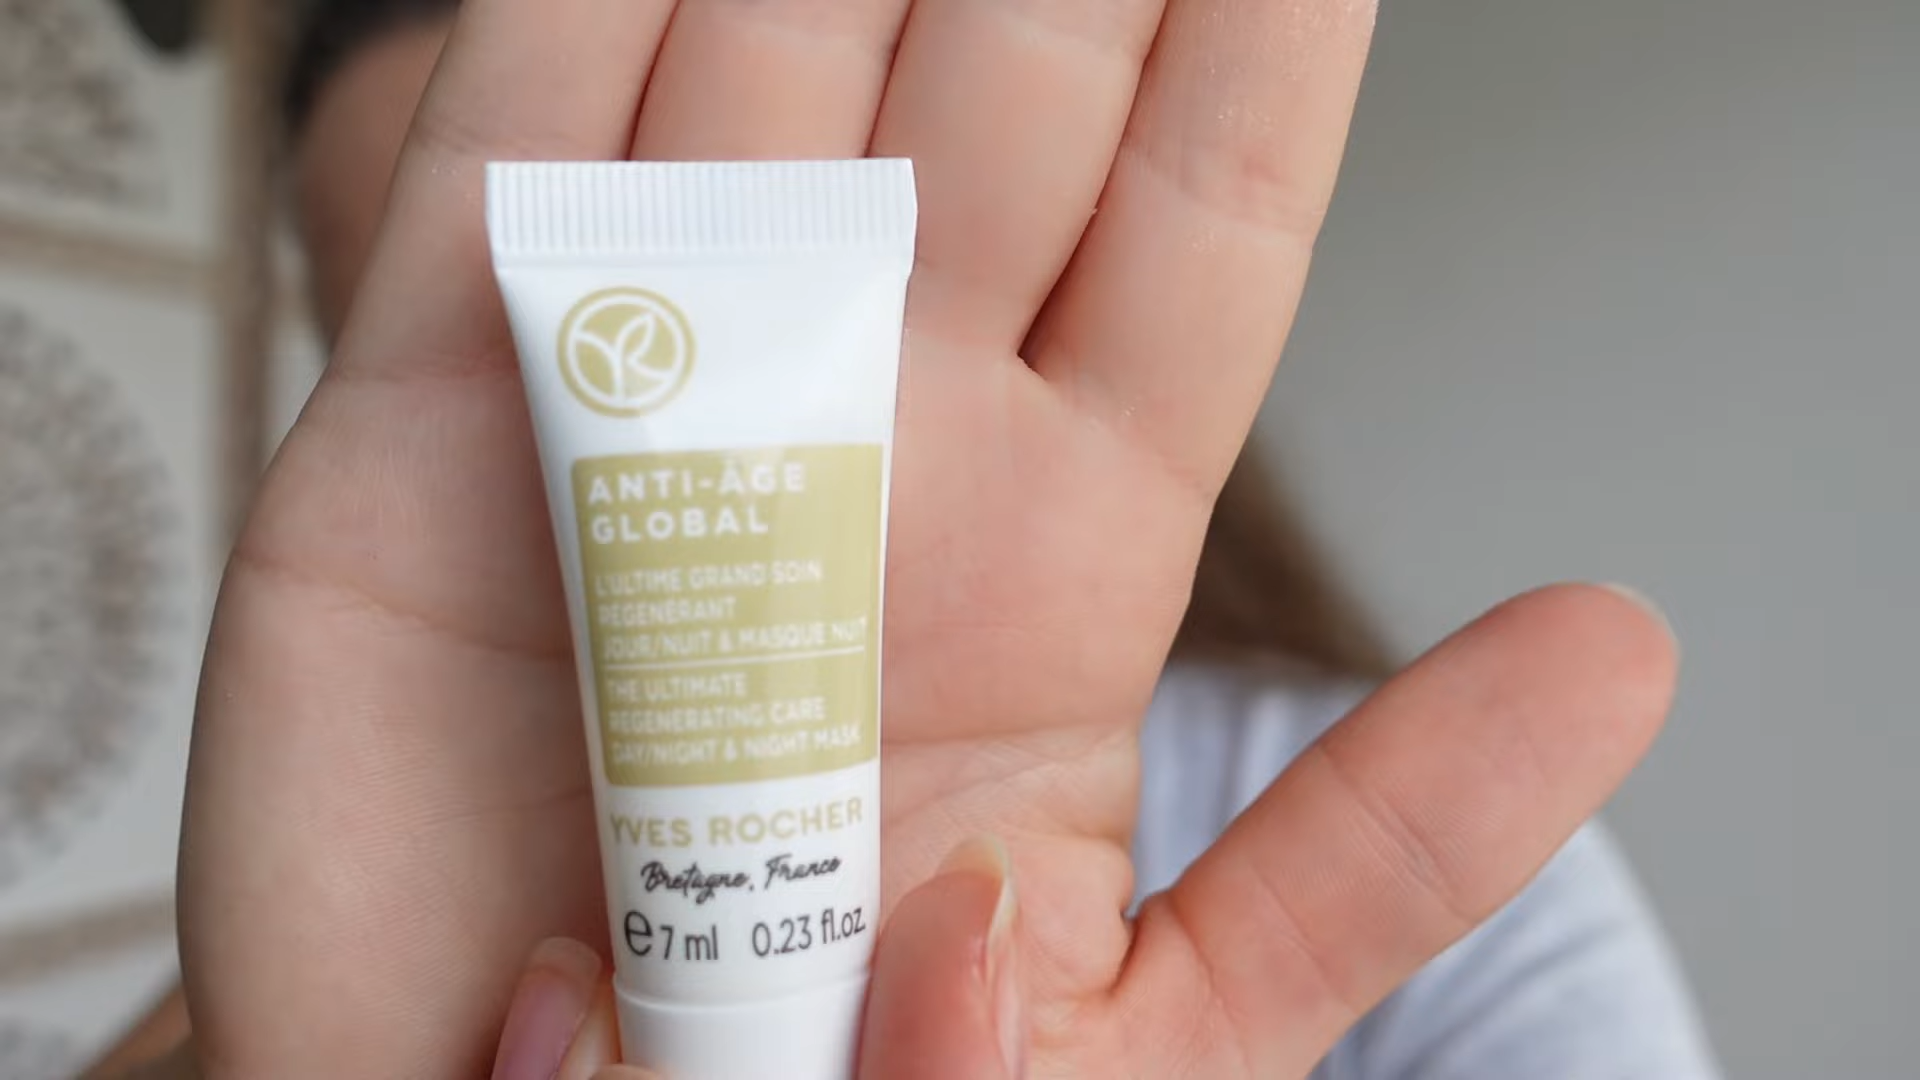 ANTI-ÂGE
GLOBAL
L'ULTIME GRAND SOIN
RÉGÉNÉRANT
JOUR/NUIT & MASQUE NUIT
THE ULTIMATE
REGENERATING CARE
DAY/NIGHT & NIGHT MASK
YVES ROCHER
Bretagne, France
e 7 ml 0.23 fl.oz